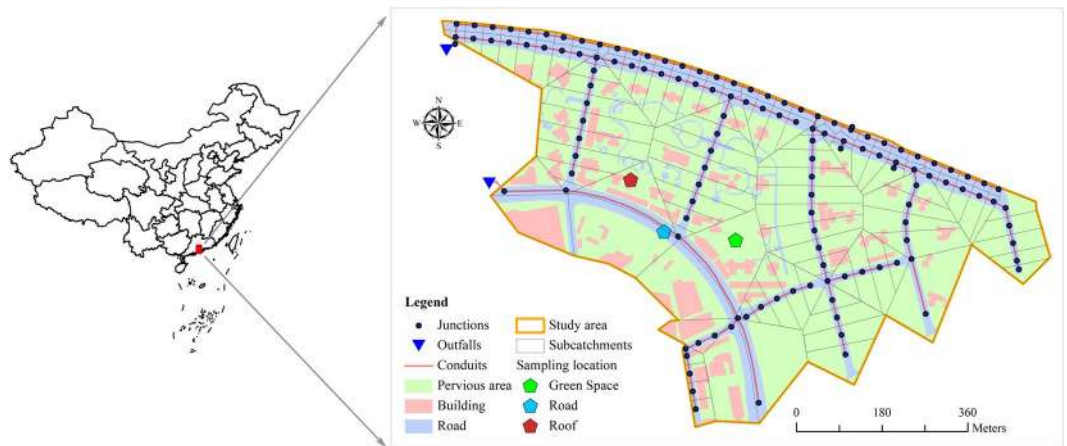 N
W E
S
Legend
Junctions
Outfalls
Conduits
Pervious area
Building
Road
Study area
Subcatchments
Sampling location
Green Space
Road
Roof
0 180 360
Meters